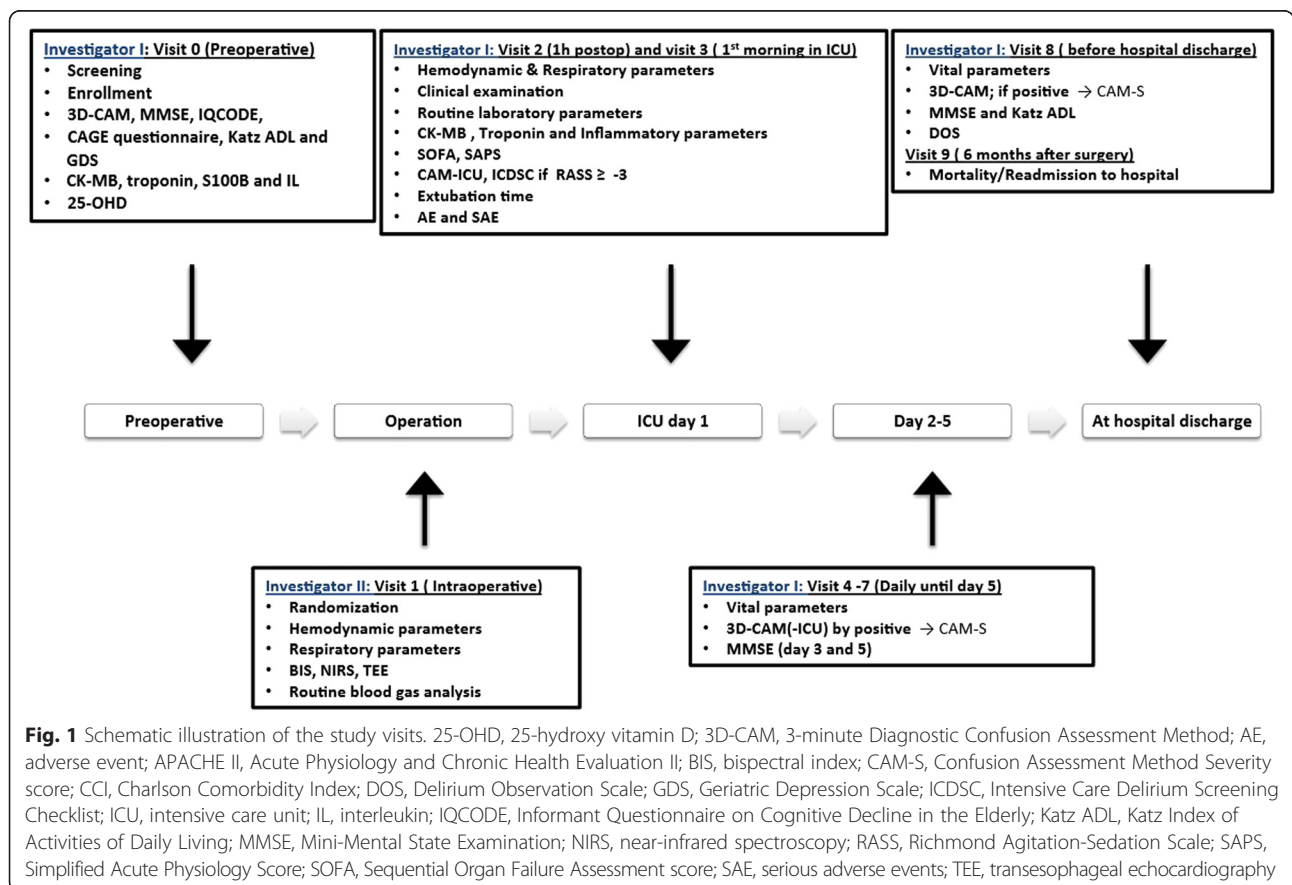 Investigator I: Visit 0 (Preoperative)
• Screening
• Enrollment
• 3D-CAM, MMSE, IQCODE,
• CAGE questionnaire, Katz ADL and
GDS
• CK-MB, troponin, S100B and IL
• 25-OHD
Investigator I: Visit 2 (1h postop) and visit 3 ( 1st morning in ICU)
• Hemodynamic & Respiratory parameters
• Clinical examination
• Routine laboratory parameters
• CK-MB , Troponin and Inflammatory parameters
• SOFA, SAPS
• CAM-ICU, ICDSC if RASS ≥ -3
• Extubation time
• AE and SAE
Investigator I: Visit 8 ( before hospital discharge)
• Vital parameters
• 3D-CAM; if positive → CAM-S
• MMSE and Katz ADL
• DOS
Visit 9 ( 6 months after surgery)
• Mortality/Readmission to hospital
Preoperative
Operation
ICU day 1
Day 2-5
At hospital discharge
Investigator II: Visit 1 ( Intraoperative)
• Randomization
• Hemodynamic parameters
• Respiratory parameters
• BIS, NIRS, TEE
• Routine blood gas analysis
Investigator I: Visit 4 -7 (Daily until day 5)
• Vital parameters
• 3D-CAM(-ICU) by positive → CAM-S
• MMSE (day 3 and 5)
Fig. 1 Schematic illustration of the study visits. 25-OHD, 25-hydroxy vitamin D; 3D-CAM, 3-minute Diagnostic Confusion Assessment Method; AE,
adverse event; APACHE II, Acute Physiology and Chronic Health Evaluation II; BIS, bispectral index; CAM-S, Confusion Assessment Method Severity
score; CCI, Charlson Comorbidity Index; DOS, Delirium Observation Scale; GDS, Geriatric Depression Scale; ICDSC, Intensive Care Delirium Screening
Checklist; ICU, intensive care unit; IL, interleukin; IQCODE, Informant Questionnaire on Cognitive Decline in the Elderly; Katz ADL, Katz Index of
Activities of Daily Living; MMSE, Mini-Mental State Examination; NIRS, near-infrared spectroscopy; RASS, Richmond Agitation-Sedation Scale; SAPS,
Simplified Acute Physiology Score; SOFA, Sequential Organ Failure Assessment score; SAE, serious adverse events; TEE, transesophageal echocardiography